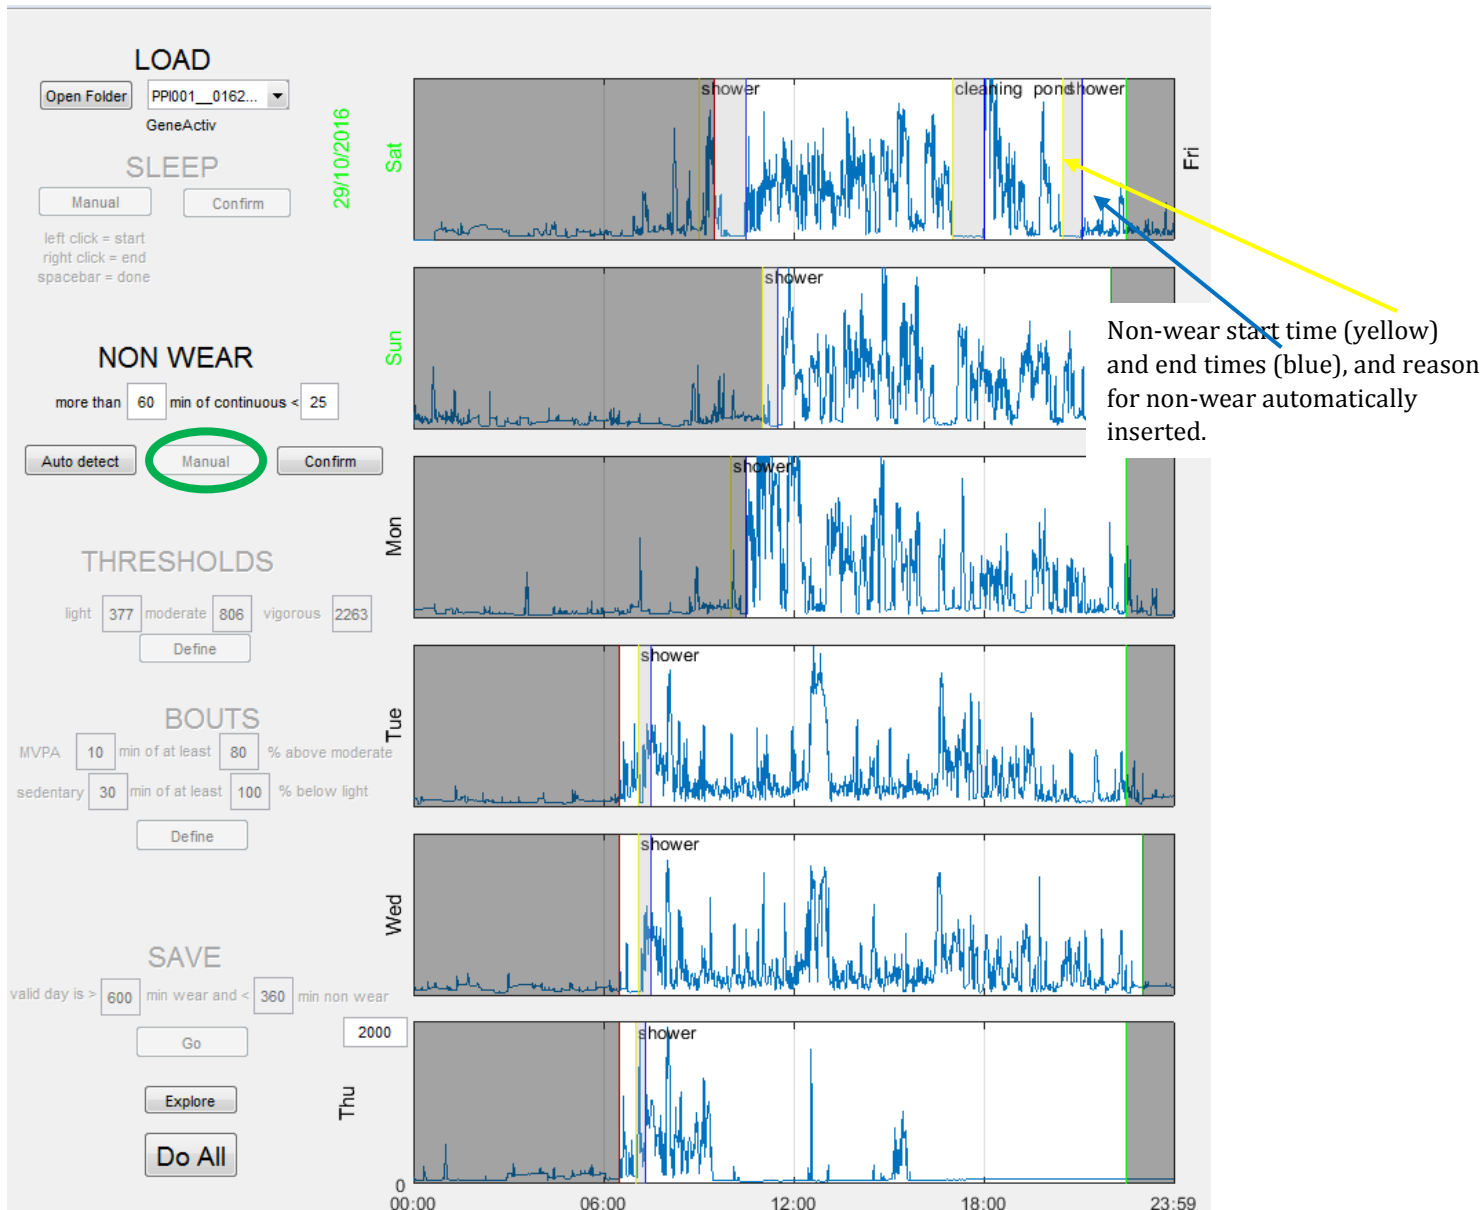 LOAD
Open Folder PPI001__0162...
GeneActiv
SLEEP
Manual Confirm
left click = start
right click = end
spacebar = done
NON WEAR
more than 60 min of continuous < 25
Auto detect Manual Confirm
THRESHOLDS
light 377 moderate 806 vigorous 2263
Define
BOUTS
MVPA 10 min of at least 80 % above moderate
sedentary 30 min of at least 100 % below light
Define
SAVE
valid day is > 600 min wear and < 360 min non wear
Go
Explore
Do All
29/10/2016
Sat
shower cleaning pond shower
Fri
Sun
shower
Mon
shower
Tue
shower
Wed
shower
2000
Thu
shower
0
00:00 06:00 12:00 18:00 23:59
Non-wear start time (yellow)
and end times (blue), and reason
for non-wear automatically
inserted.